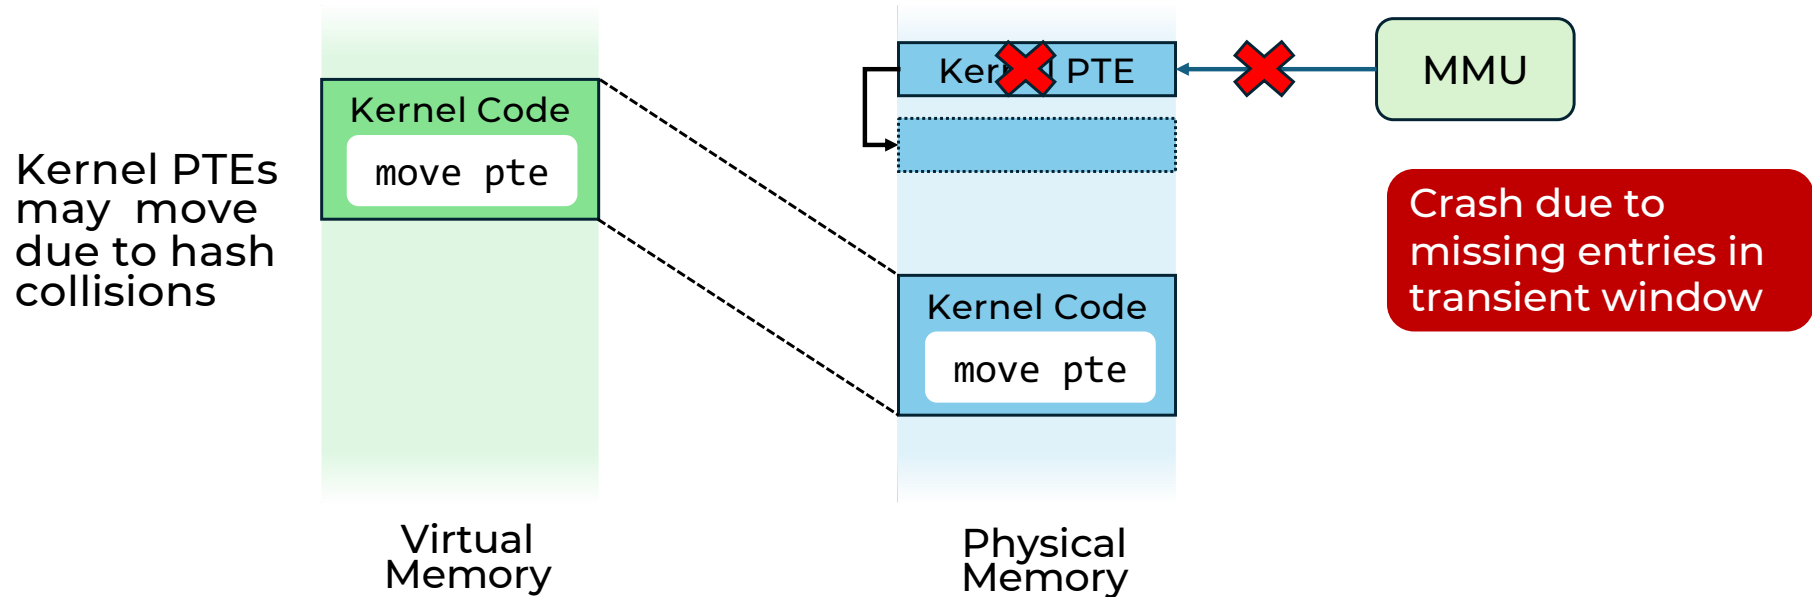 Kernel PTEs
may move
due to hash
collisions
Kernel Code
move pte
Virtual
Memory
Kernel PTE
Kernel Code
move pte
Physical
Memory
MMU
Crash due to
missing entries in
transient window